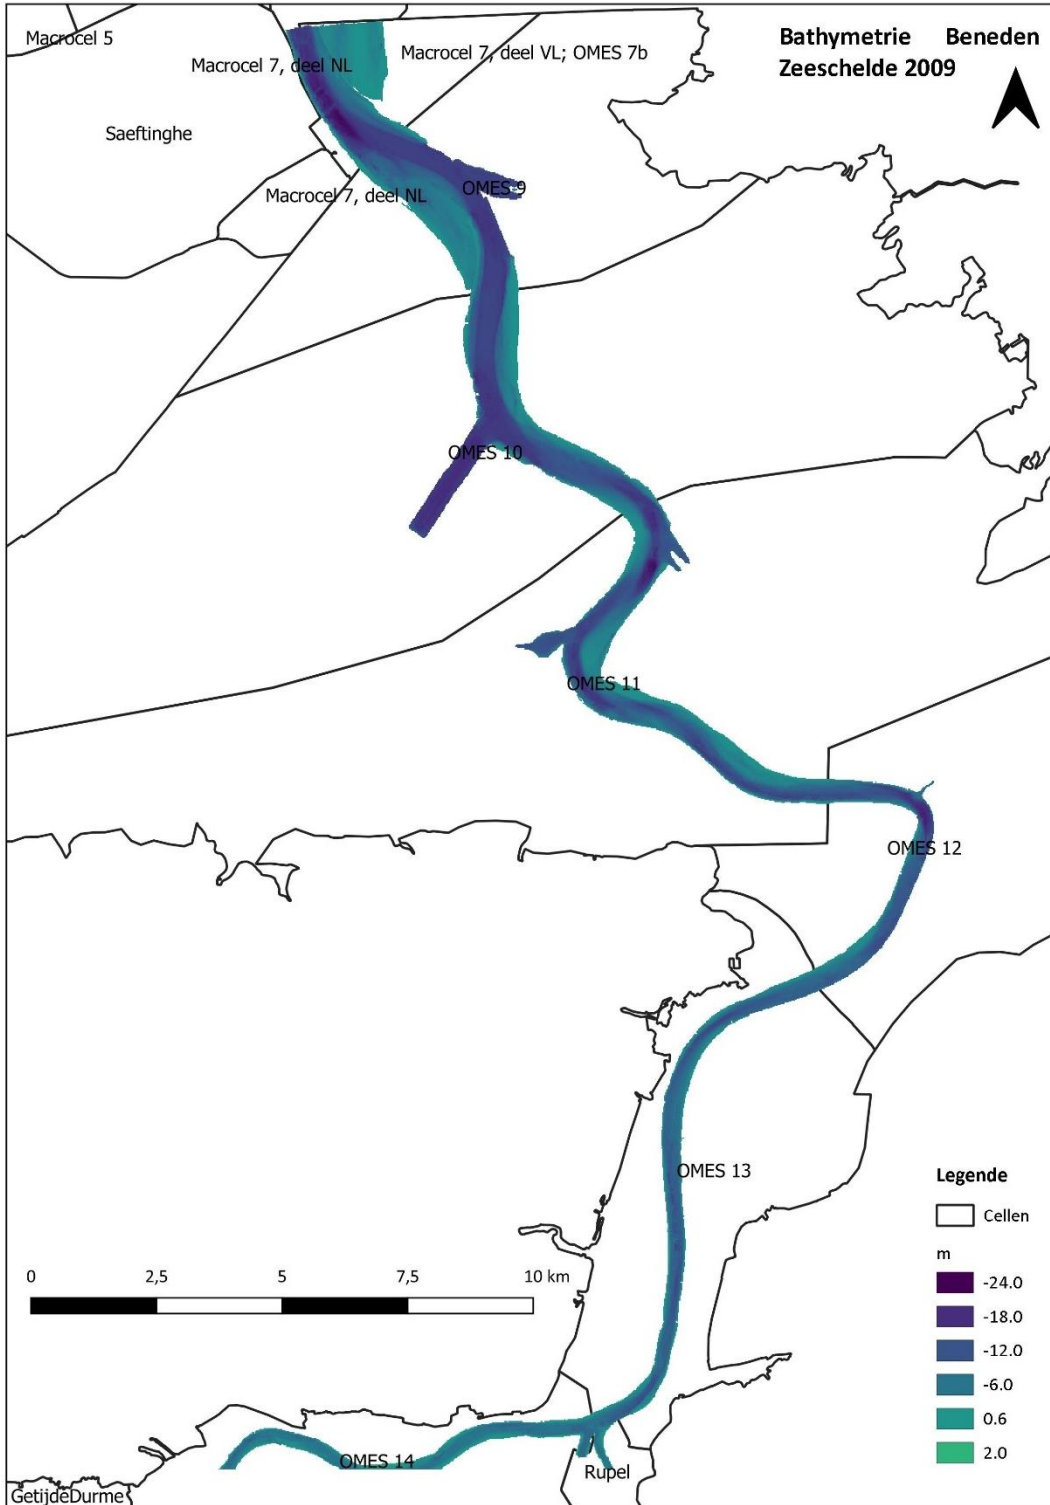 Macrocel 5
Bathymetrie Beneden
Zeeschelde 2009
Macrocel 7, deel NL
Macrocel 7, deel VL; OMES 7b
Saeftinghe
OMES 9
Macrocel 7, deel NL
OMES 10
OMES 11
OMES 12
OMES 13
Legende
Cellen
m
-24.0
-18.0
-12.0
-6.0
0.6
2.0
0 2,5 5 7,5 10 km
OMES 14
Rupel
GetijdeDurme